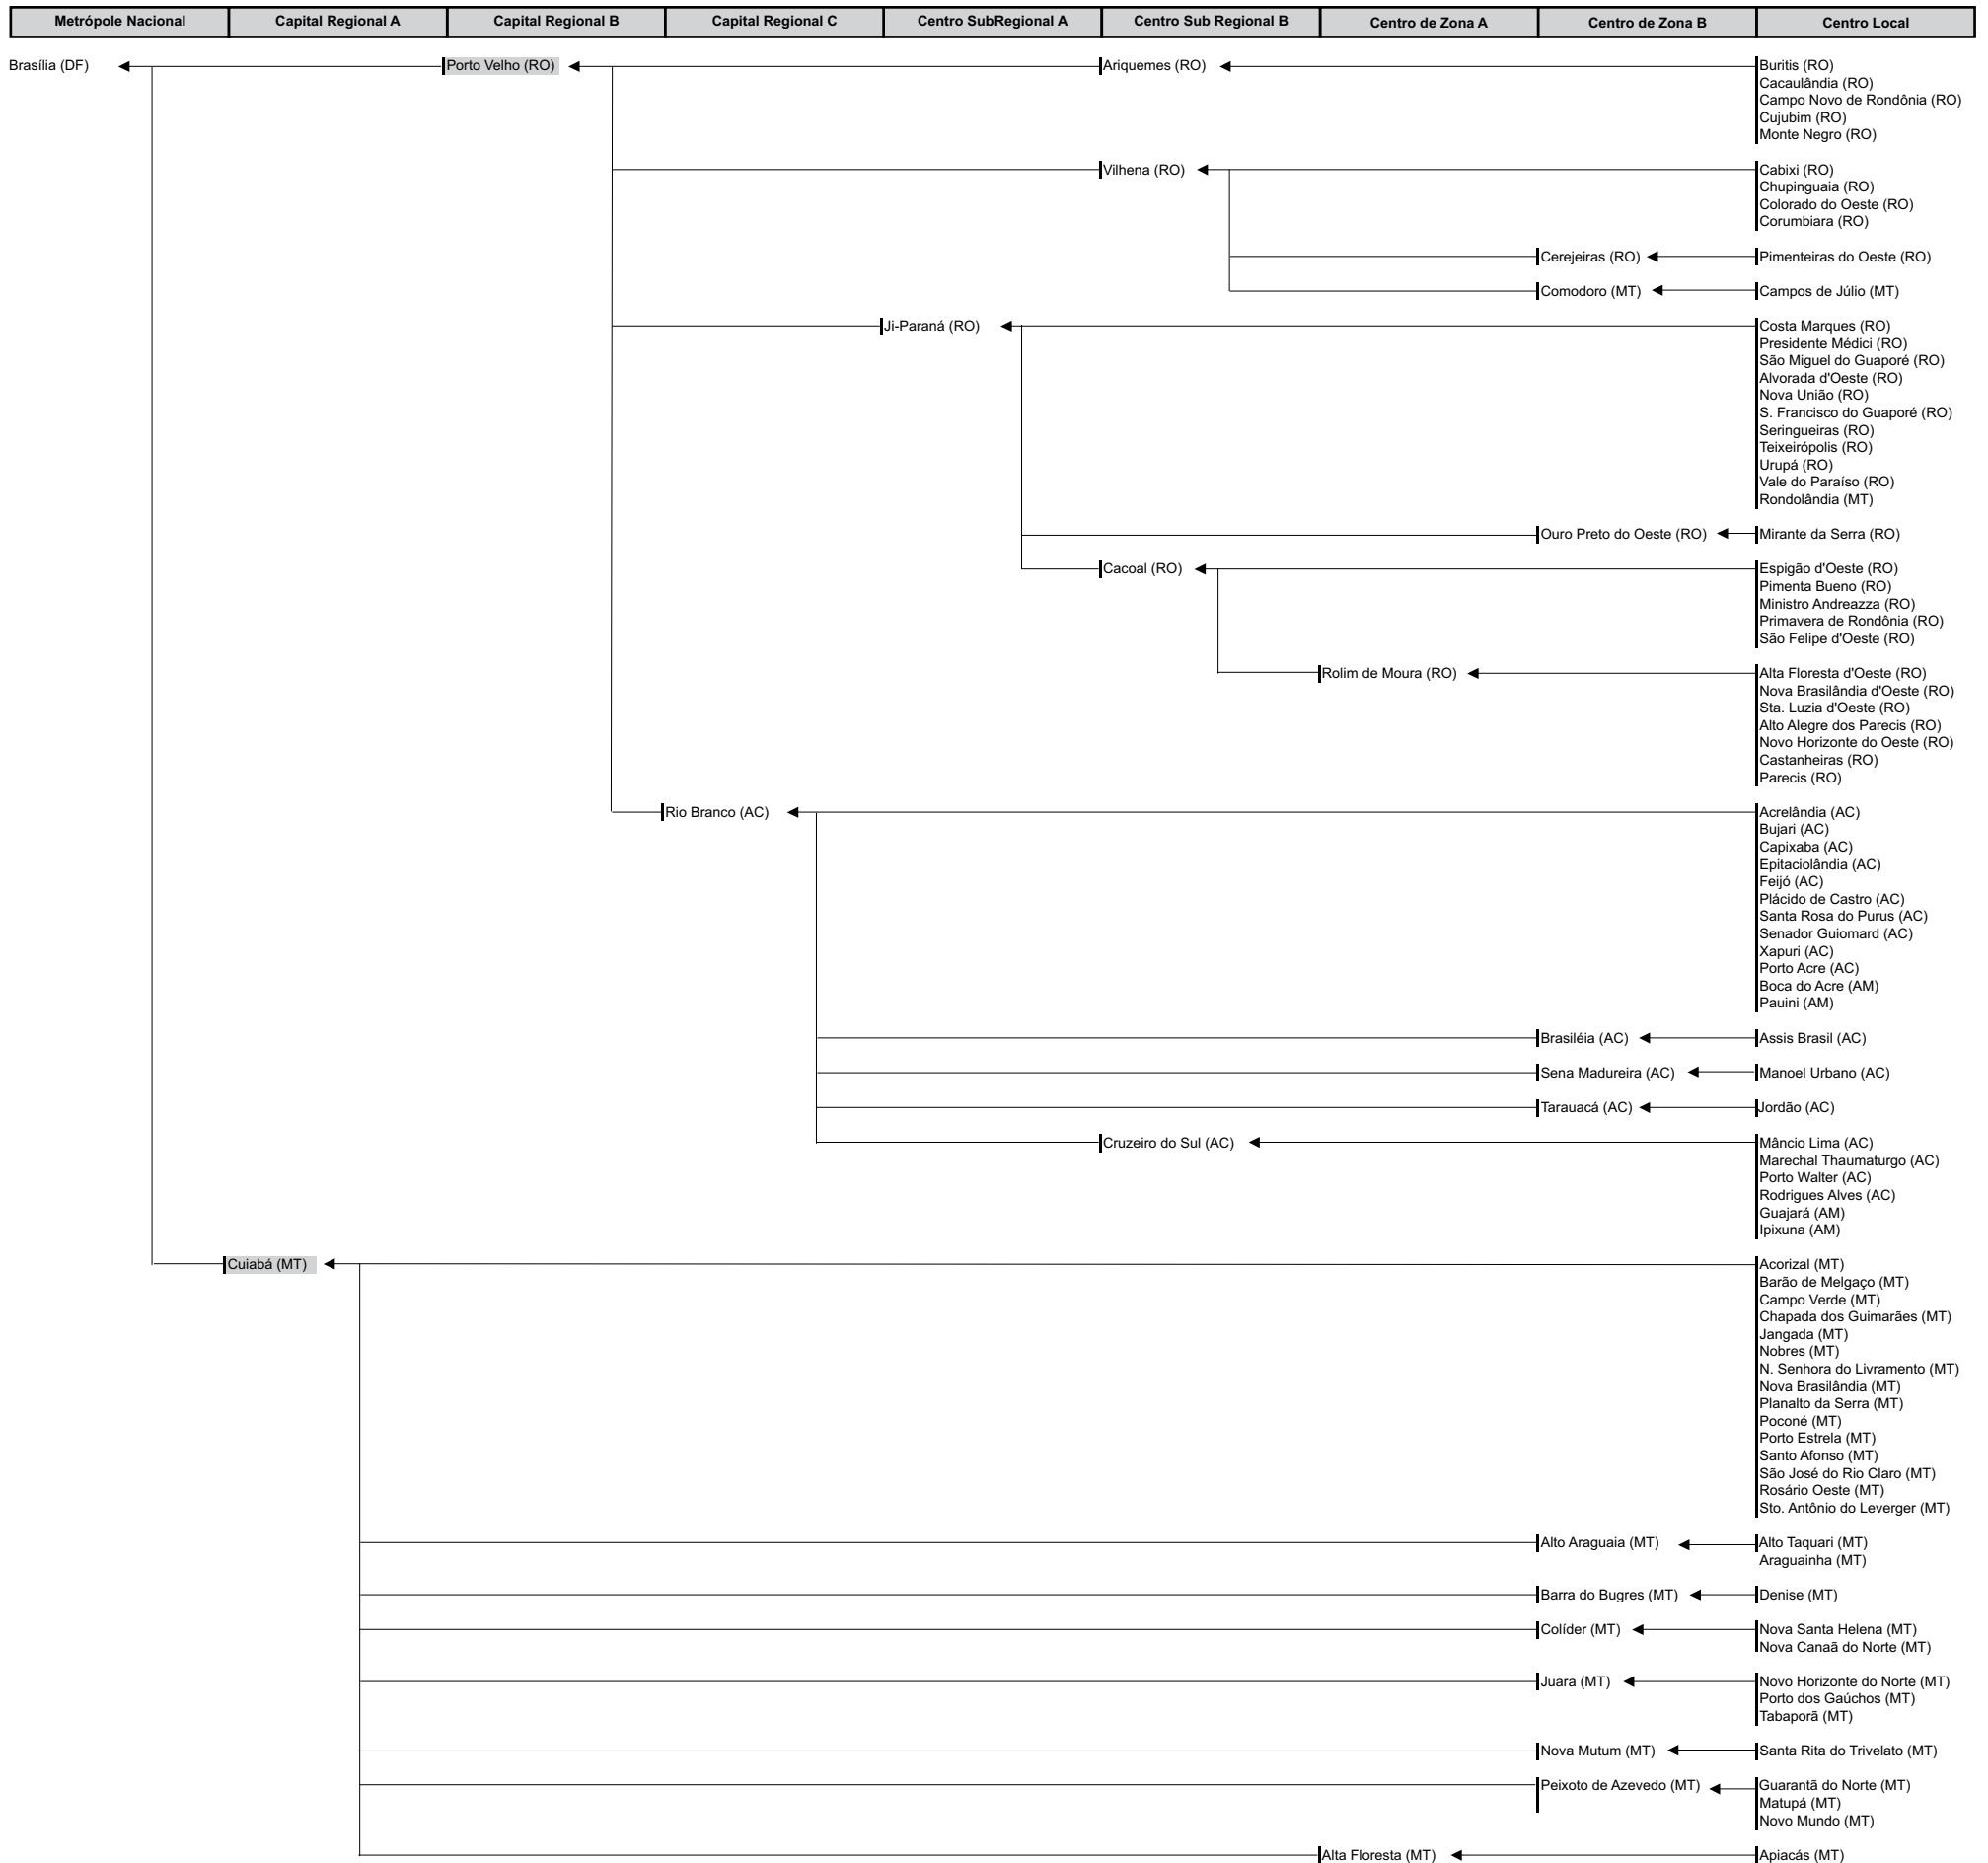 Metrópole Nacional
Capital Regional A
Capital Regional B
Capital Regional C
Centro SubRegional A
Centro Sub Regional B
Centro de Zona A
Centro de Zona B
Centro Local
Brasília (DF)
Porto Velho (RO)
Ariquemes (RO)
Buritis (RO)
Cacaulândia (RO)
Campo Novo de Rondônia (RO)
Cujubim (RO)
Monte Negro (RO)
Vilhena (RO)
Cabixi (RO)
Chupinguaia (RO)
Colorado do Oeste (RO)
Corumbiara (RO)
Cerejeiras (RO)
Pimenteiras do Oeste (RO)
Comodoro (MT)
Campos de Júlio (MT)
Ji-Paraná (RO)
Costa Marques (RO)
Presidente Médici (RO)
São Miguel do Guaporé (RO)
Alvorada d'Oeste (RO)
Nova União (RO)
S. Francisco do Guaporé (RO)
Seringueiras (RO)
Teixeirópolis (RO)
Urupá (RO)
Vale do Paraíso (RO)
Rondolândia (MT)
Ouro Preto do Oeste (RO)
Mirante da Serra (RO)
Cacoal (RO)
Espigão d'Oeste (RO)
Pimenta Bueno (RO)
Ministro Andreazza (RO)
Primavera de Rondônia (RO)
São Felipe d'Oeste (RO)
Rolim de Moura (RO)
Alta Floresta d'Oeste (RO)
Nova Brasilândia d'Oeste (RO)
Sta. Luzia d'Oeste (RO)
Alto Alegre dos Parecis (RO)
Novo Horizonte do Oeste (RO)
Castanheiras (RO)
Parecis (RO)
Rio Branco (AC)
Acrelândia (AC)
Bujari (AC)
Capixaba (AC)
Epitaciolândia (AC)
Feijó (AC)
Plácido de Castro (AC)
Santa Rosa do Purus (AC)
Senador Guiomard (AC)
Xapuri (AC)
Porto Acre (AC)
Boca do Acre (AM)
Pauini (AM)
Brasiléia (AC)
Assis Brasil (AC)
Sena Madureira (AC)
Manoel Urbano (AC)
Tarauacá (AC)
Jordão (AC)
Cruzeiro do Sul (AC)
Mâncio Lima (AC)
Marechal Thaumaturgo (AC)
Porto Walter (AC)
Rodrigues Alves (AC)
Guajará (AM)
Ipixuna (AM)
Cuiabá (MT)
Acorizal (MT)
Barão de Melgaço (MT)
Campo Verde (MT)
Chapada dos Guimarães (MT)
Jangada (MT)
Nobres (MT)
N. Senhora do Livramento (MT)
Nova Brasilândia (MT)
Planalto da Serra (MT)
Poconé (MT)
Porto Estrela (MT)
Santo Afonso (MT)
São José do Rio Claro (MT)
Rosário Oeste (MT)
Sto. Antônio do Leverger (MT)
Alto Araguaia (MT)
Alto Taquari (MT)
Araguainha (MT)
Barra do Bugres (MT)
Denise (MT)
Colíder (MT)
Nova Santa Helena (MT)
Nova Canaã do Norte (MT)
Juara (MT)
Novo Horizonte do Norte (MT)
Porto dos Gaúchos (MT)
Tabaporã (MT)
Nova Mutum (MT)
Santa Rita do Trivelato (MT)
Peixoto de Azevedo (MT)
Guarantã do Norte (MT)
Matupá (MT)
Novo Mundo (MT)
Alta Floresta (MT)
Apiacás (MT)